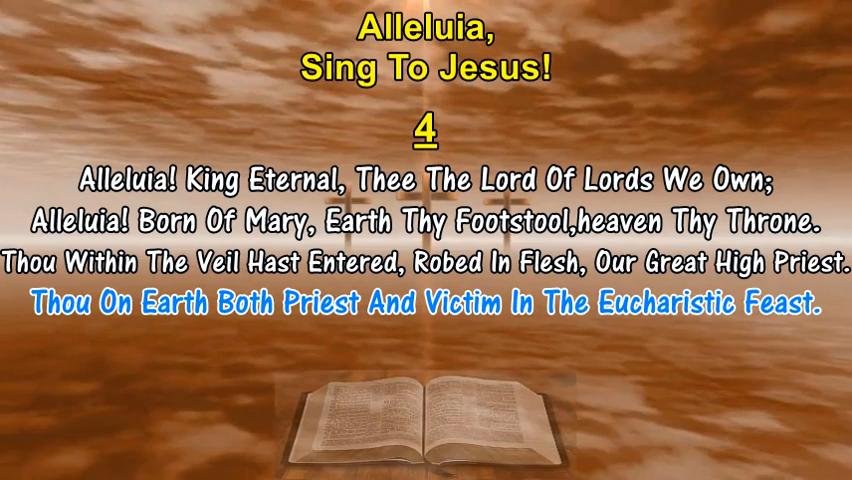 Alleluia,
Sing To Jesus!
4
Alleluia! King Eternal, Thee The Lord Of Lords We Own;
Alleluia! Born Of Mary, Earth Thy Footstool,heaven Thy Throne.
Thou Within The Veil Hast Entered, Robed In Flesh, Our Great High Priest.
Thou On Earth Both Priest And Victim In The Eucharistic Feast.